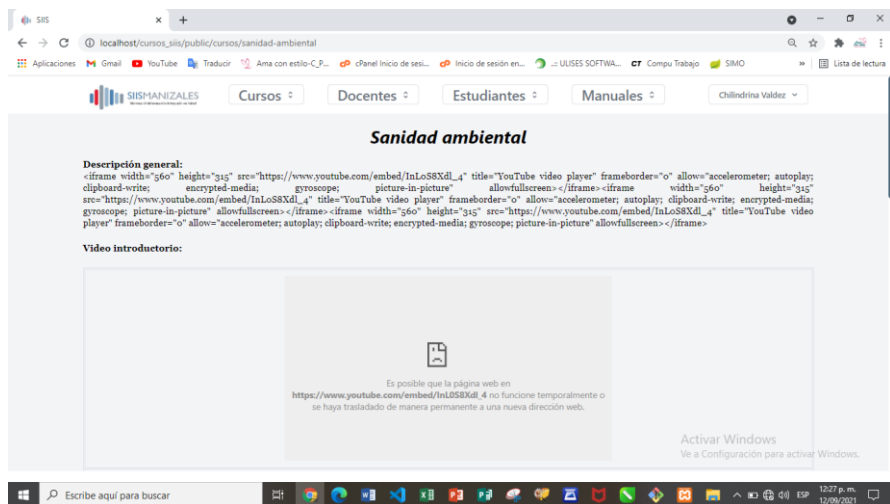 SIIS
localhost/cursos_siis/public/cursos/sanidad-ambiental
Aplicaciones Gmail YouTube Traducir Ama con estilo-C_P... cPanel Inicio de sesi... Inicio de sesión en... .:: ULISES SOFTWA... CT Compu Trabajo SIMO » Lista de lectura
SIISMANIZALES Cursos Docentes Estudiantes Manuales Chilindrina Valdez
Sanidad ambiental
Descripción general:
<iframe width="560" height="315" src="https://www.youtube.com/embed/InLoS8Xdl_4" title="YouTube video player" frameborder="0" allow="accelerometer; autoplay;
clipboard-write; encrypted-media; gyroscope; picture-in-picture" allowfullscreen></iframe><iframe width="560" height="315"
src="https://www.youtube.com/embed/InLoS8Xdl_4" title="YouTube video player" frameborder="0" allow="accelerometer; autoplay; clipboard-write; encrypted-media;
gyroscope; picture-in-picture" allowfullscreen></iframe><iframe width="560" height="315" src="https://www.youtube.com/embed/InLoS8Xdl_4" title="YouTube video
player" frameborder="0" allow="accelerometer; autoplay; clipboard-write; encrypted-media; gyroscope; picture-in-picture" allowfullscreen></iframe>
Video introductorio:
Es posible que la página web en
https://www.youtube.com/embed/InL0S8Xdl_4 no funcione temporalmente o
se haya trasladado de manera permanente a una nueva dirección web.
Activar Windows
Ve a Configuración para activar Windows.
Escribe aquí para buscar
ESP
12:27 p. m.
12/09/2021